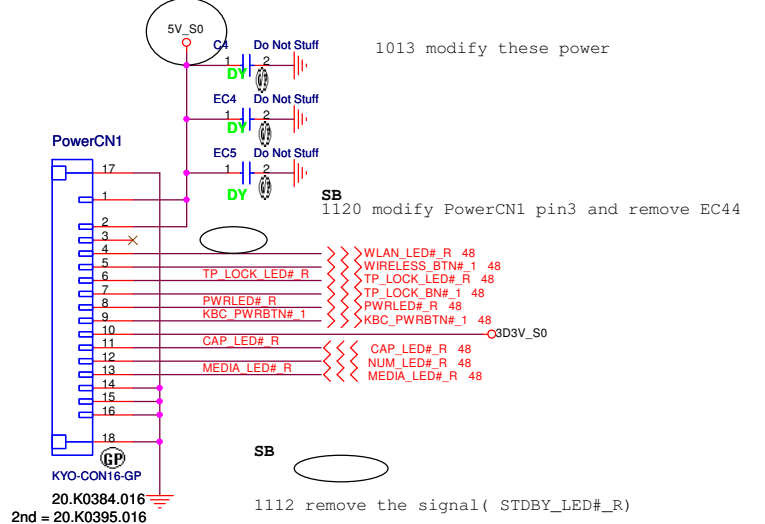 5V_S0
C4 Do Not Stuff
1 2
DY
GP
1013 modify these power
EC4 Do Not Stuff
1 2
DY
GP
EC5 Do Not Stuff
1 2
DY
GP
PowerCN1
SB
1120 modify PowerCN1 pin3 and remove EC44
17
1
2
3
4 WLAN_LED#_R 48
5 WIRELESS_BTN#_1 48
6 TP_LOCK_LED#_R TP_LOCK_LED#_R 48
7 TP_LOCK_BN#_1 48
8 PWRLED#_R PWRLED#_R 48
9 KBC_PWRBTN#_1 KBC_PWRBTN#_1 48
10 3D3V_S0
11 CAP_LED#_R CAP_LED#_R 48
12 NUM_LED#_R 48
13 MEDIA_LED#_R MEDIA_LED#_R 48
14
15
16
18
GP
KYO-CON16-GP
20.K0384.016
2nd = 20.K0395.016
SB
1112 remove the signal( STDBY_LED#_R)